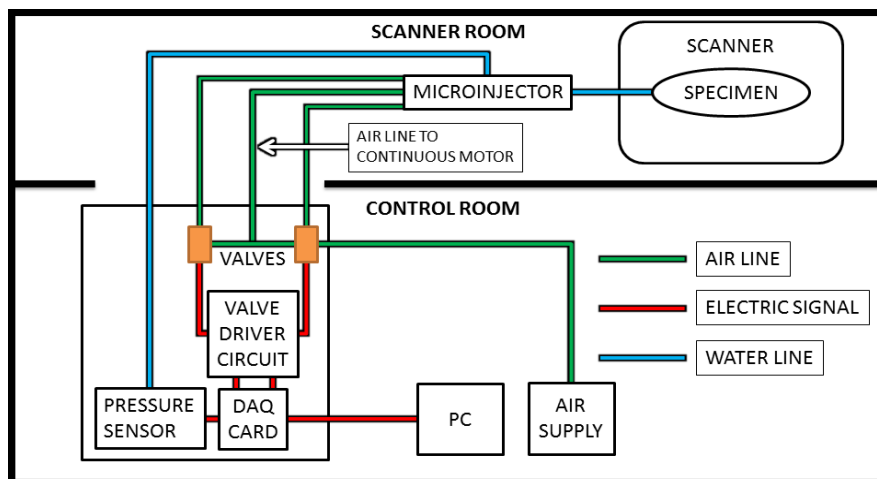 SCANNER ROOM
SCANNER
SPECIMEN
MICROINJECTOR
AIR LINE TO
CONTINUOUS MOTOR
CONTROL ROOM
VALVES
AIR LINE
ELECTRIC SIGNAL
WATER LINE
VALVE
DRIVER
CIRCUIT
PRESSURE
SENSOR
DAQ
CARD
PC
AIR
SUPPLY